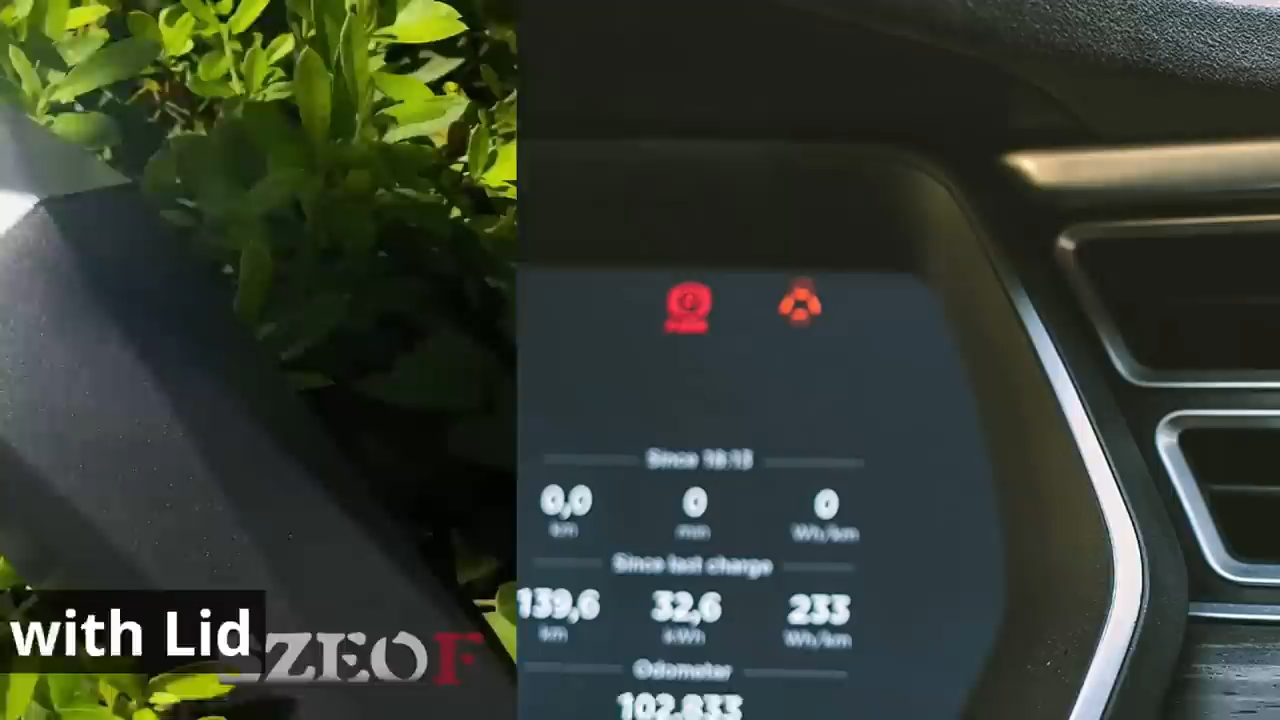 with Lid
ZEOF
Since 18:13
0,0 0 0
km min Wh/km
Since last charge
139,6 32,6 233
km kWh Wh/km
Odometer
102.833